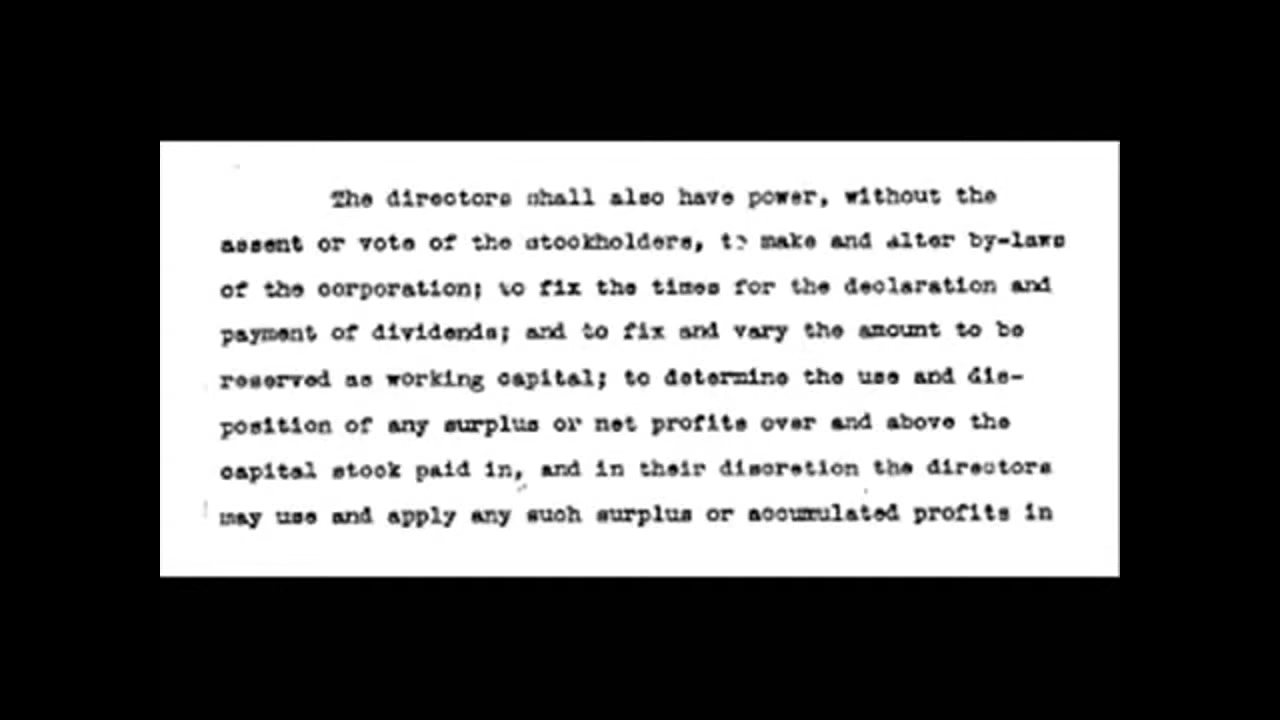 The directors shall also have power, without the
assent or vote of the stockholders, to make and alter by-laws
of the corporation; to fix the times for the declaration and
payment of dividends; and to fix and vary the amount to be
reserved as working capital; to determine the use and dis-
position of any surplus or net profits over and above the
capital stock paid in, and in their discretion the directors
may use and apply any such surplus or accumulated profits in